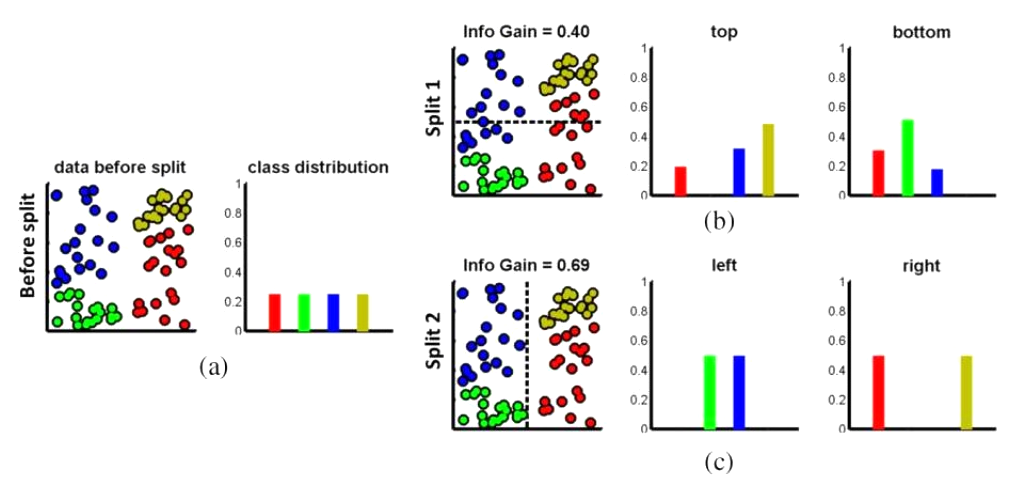 Before split
data before split
class distribution
1
0.8
0.6
0.4
0.2
0
(a)
Split 1
Info Gain = 0.40
top
1
0.8
0.6
0.4
0.2
0
bottom
1
0.8
0.6
0.4
0.2
0
(b)
Split 2
Info Gain = 0.69
left
1
0.8
0.6
0.4
0.2
0
right
1
0.8
0.6
0.4
0.2
0
(c)